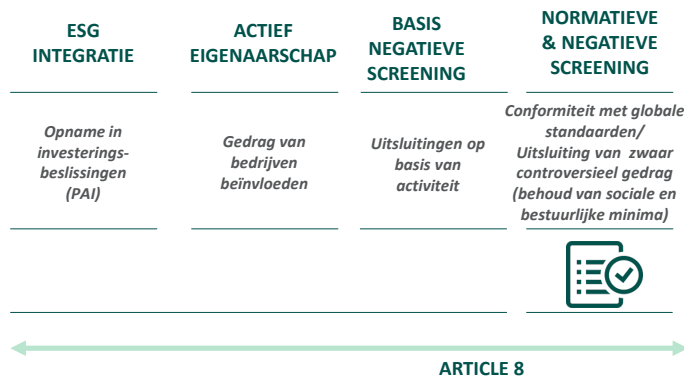 ESG
INTEGRATIE
ACTIEF
EIGENAARSCHAP
BASIS
NEGATIEVE
SCREENING
NORMATIEVE
& NEGATIEVE
SCREENING
Opname in
investerings-
beslissingen
(PAI)
Gedrag van
bedrijven
beïnvloeden
Uitsluitingen op
basis van
activiteit
Conformiteit met globale
standaarden/
Uitsluiting van zwaar
controversieel gedrag
(behoud van sociale en
bestuurlijke minima)
ARTICLE 8